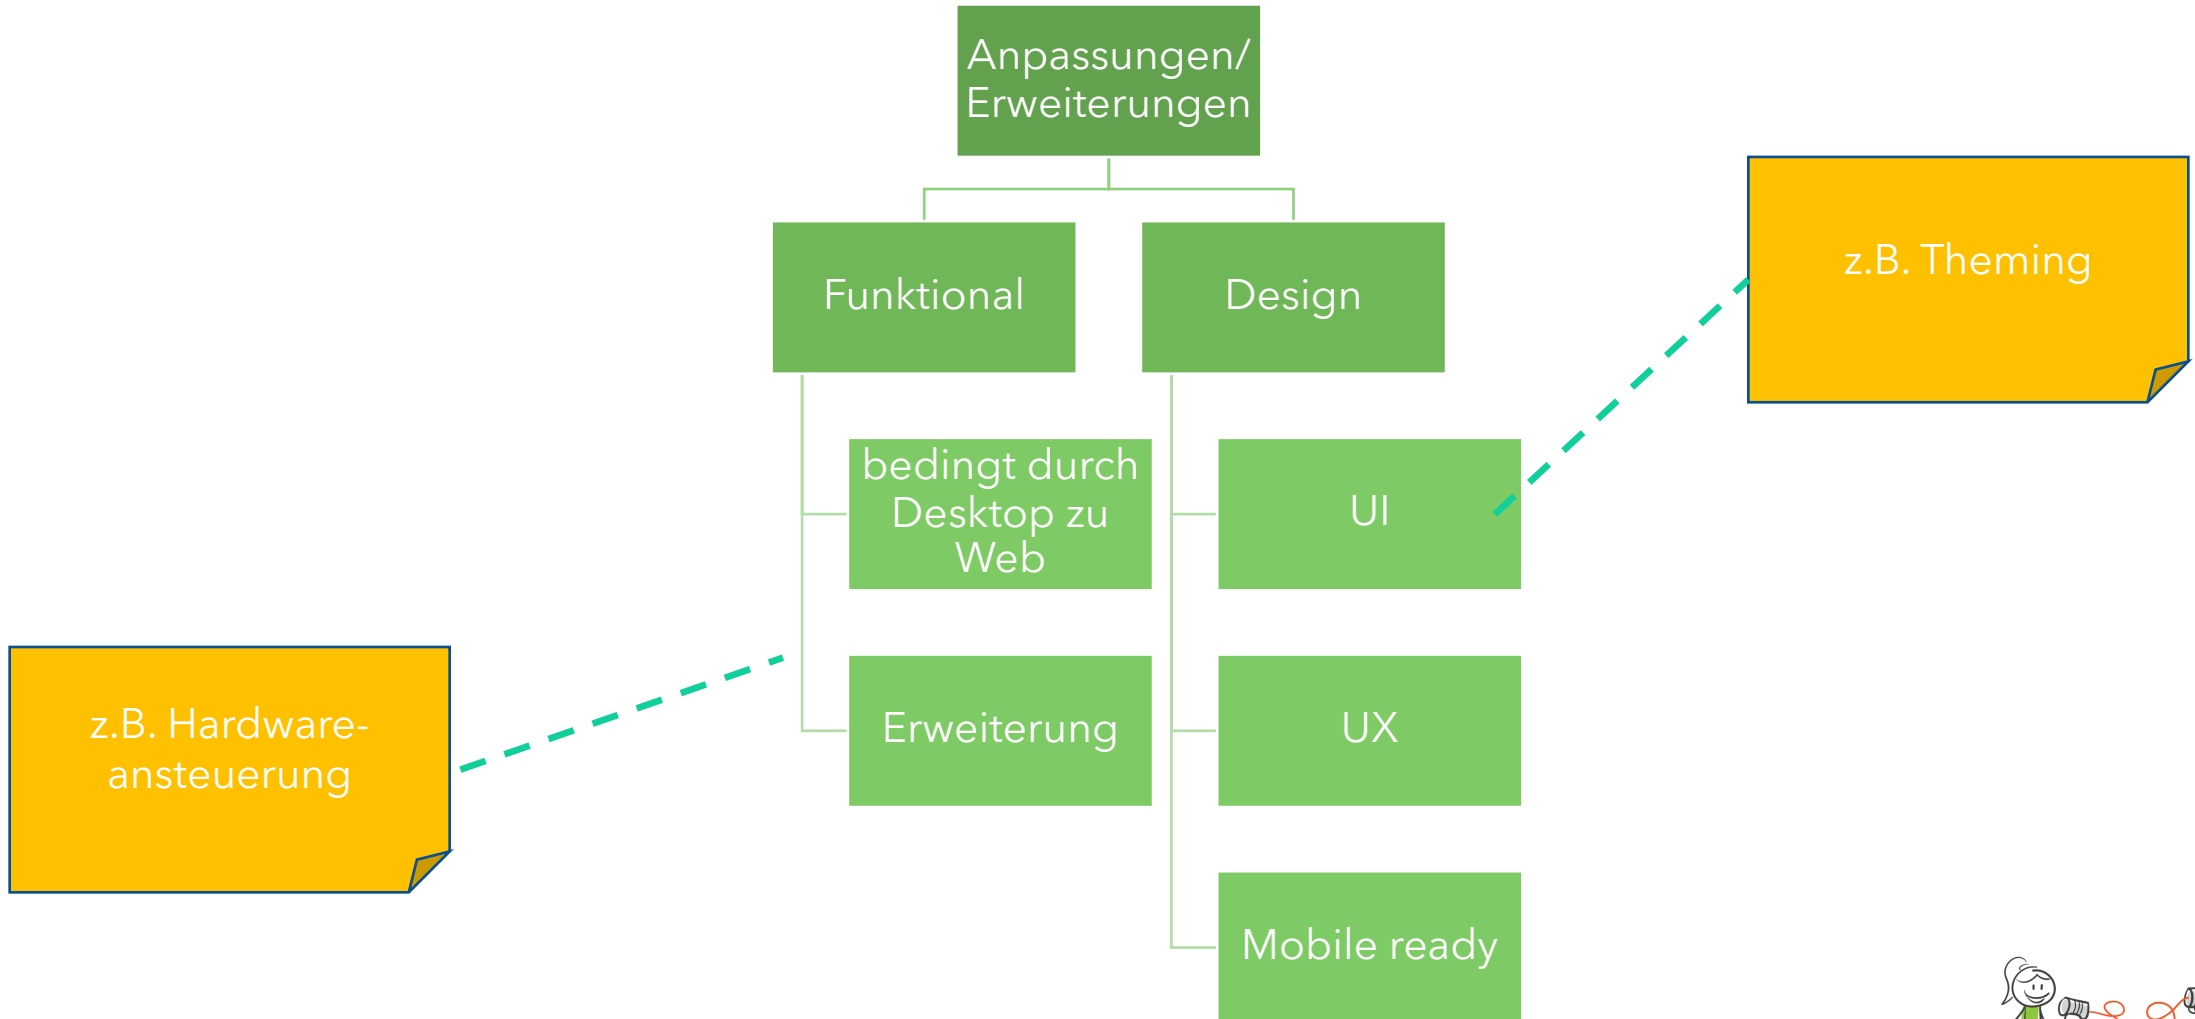 Anpassungen/
Erweiterungen
Funktional
Design
z.B. Theming
bedingt durch
Desktop zu
Web
UI
z.B. Hardware-
ansteuerung
Erweiterung
UX
Mobile ready